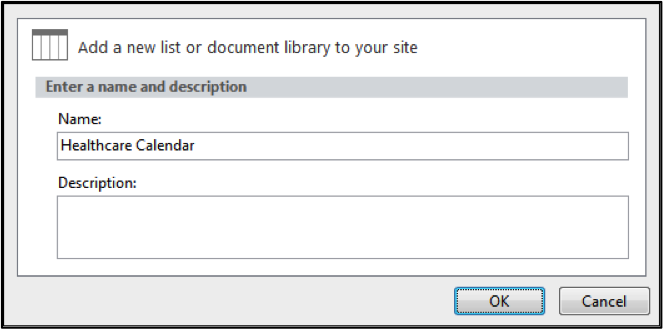 Add a new list or document library to your site
Enter a name and description
Name:
Healthcare Calendar
Description:
OK Cancel